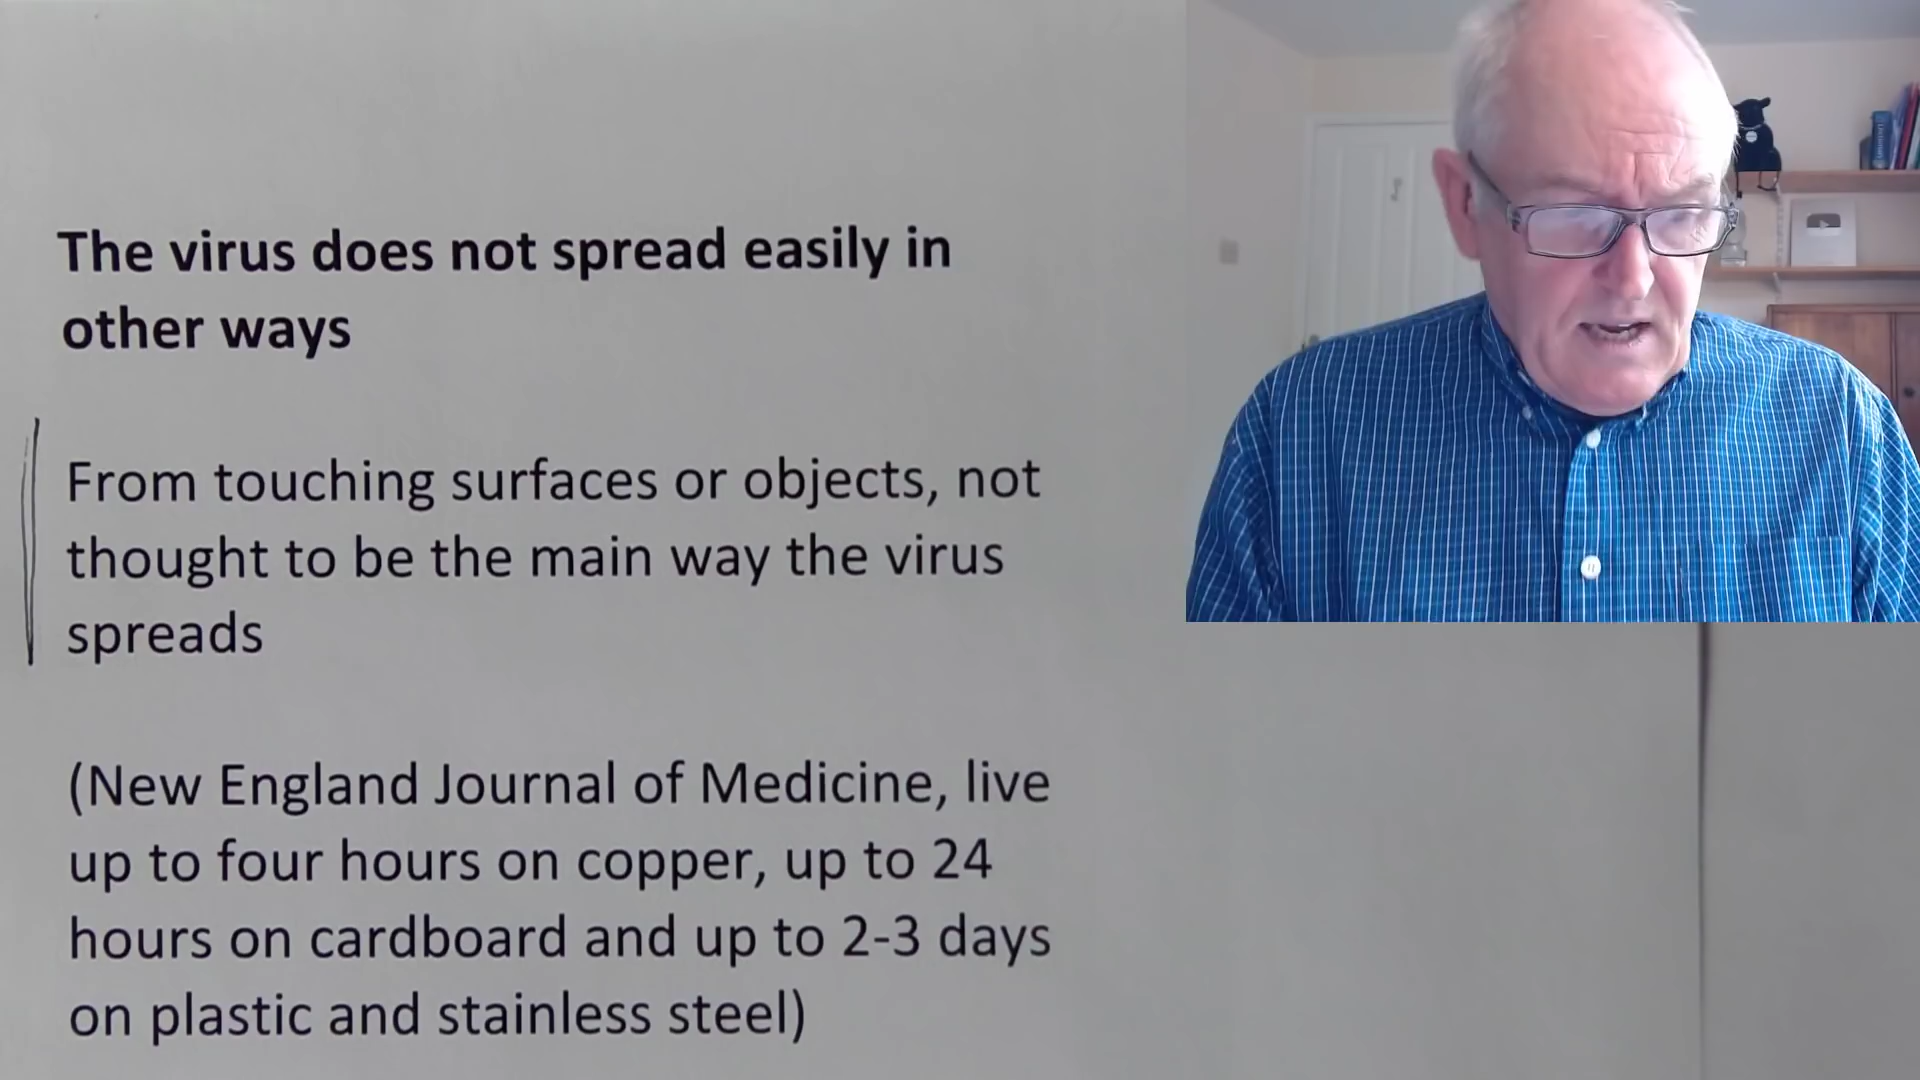 The virus does not spread easily in
other ways
From touching surfaces or objects, not
thought to be the main way the virus
spreads
(New England Journal of Medicine, live
up to four hours on copper, up to 24
hours on cardboard and up to 2-3 days
on plastic and stainless steel)